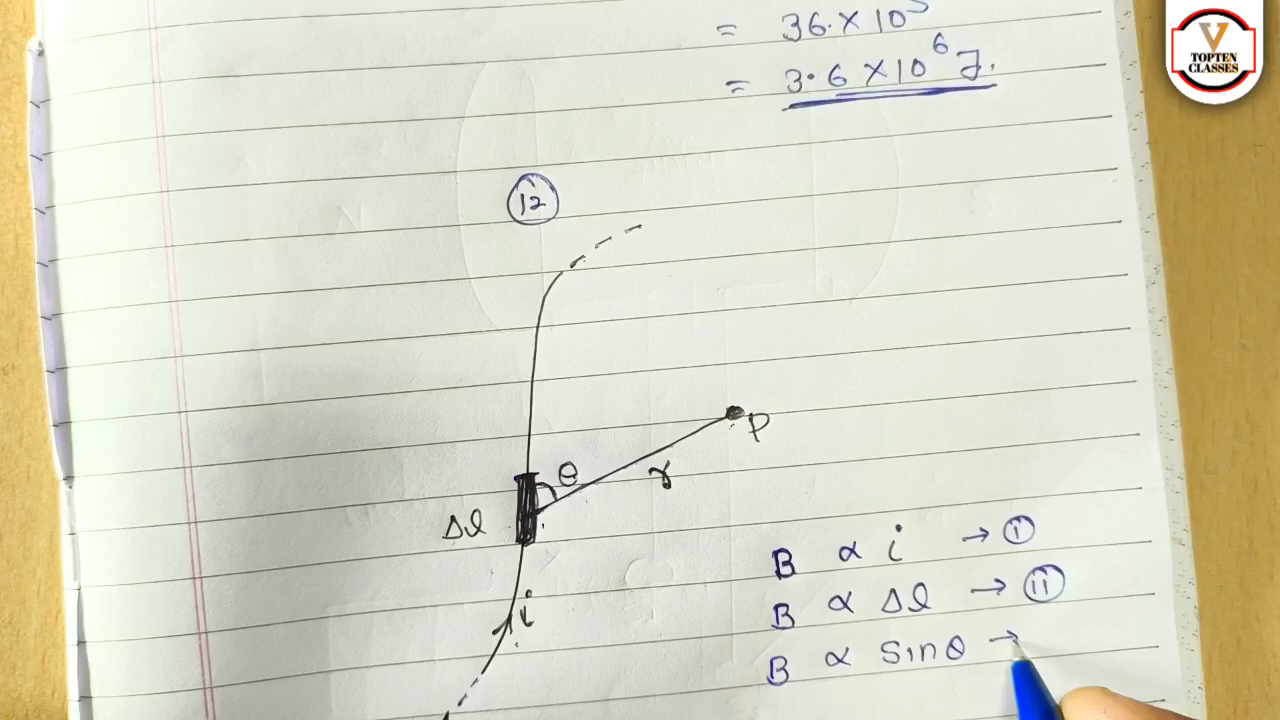 = 36.×10⁵
= 3.6×10⁶ J.
V
TOPTEN
CLASSES
12
P
θ
r
Δl
i
B ∝ i → (i)
B ∝ Δl → (ii)
B ∝ Sinθ →